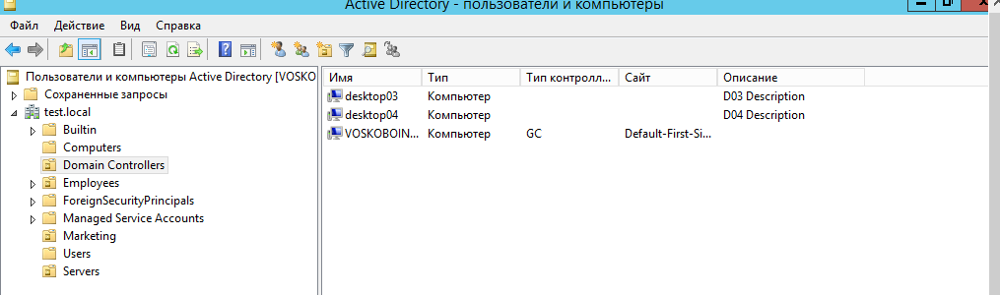 Active Directory - пользователи и компьютеры
Файл Действие Вид Справка
Пользователи и компьютеры Active Directory [VOSKO
Сохраненные запросы
test.local
Builtin
Computers
Domain Controllers
Employees
ForeignSecurityPrincipals
Managed Service Accounts
Marketing
Users
Servers
Имя Тип Тип контролл... Сайт Описание
desktop03 Компьютер D03 Description
desktop04 Компьютер D04 Description
VOSKOBOIN... Компьютер GC Default-First-Si...